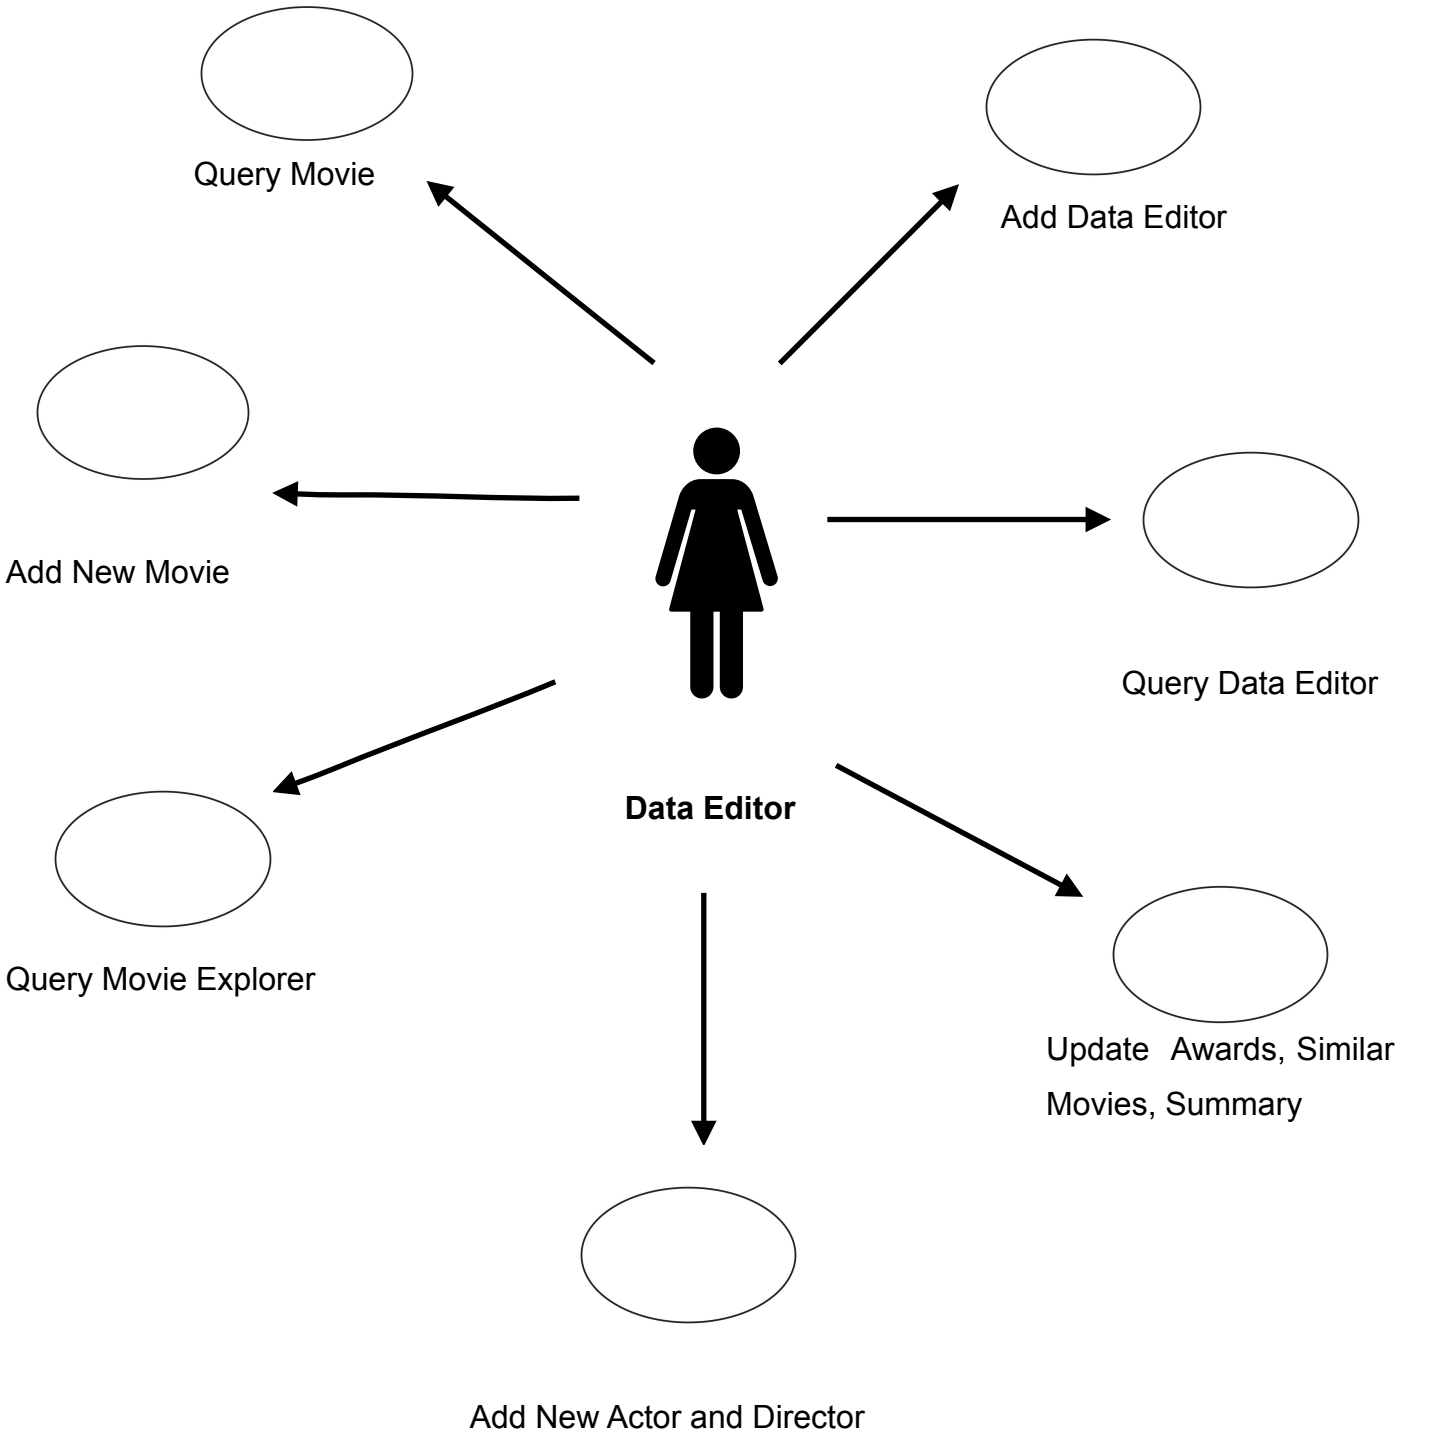 Query Movie
Add Data Editor
Add New Movie
Query Data Editor
Data Editor
Query Movie Explorer
Update Awards, Similar
Movies, Summary
Add New Actor and Director